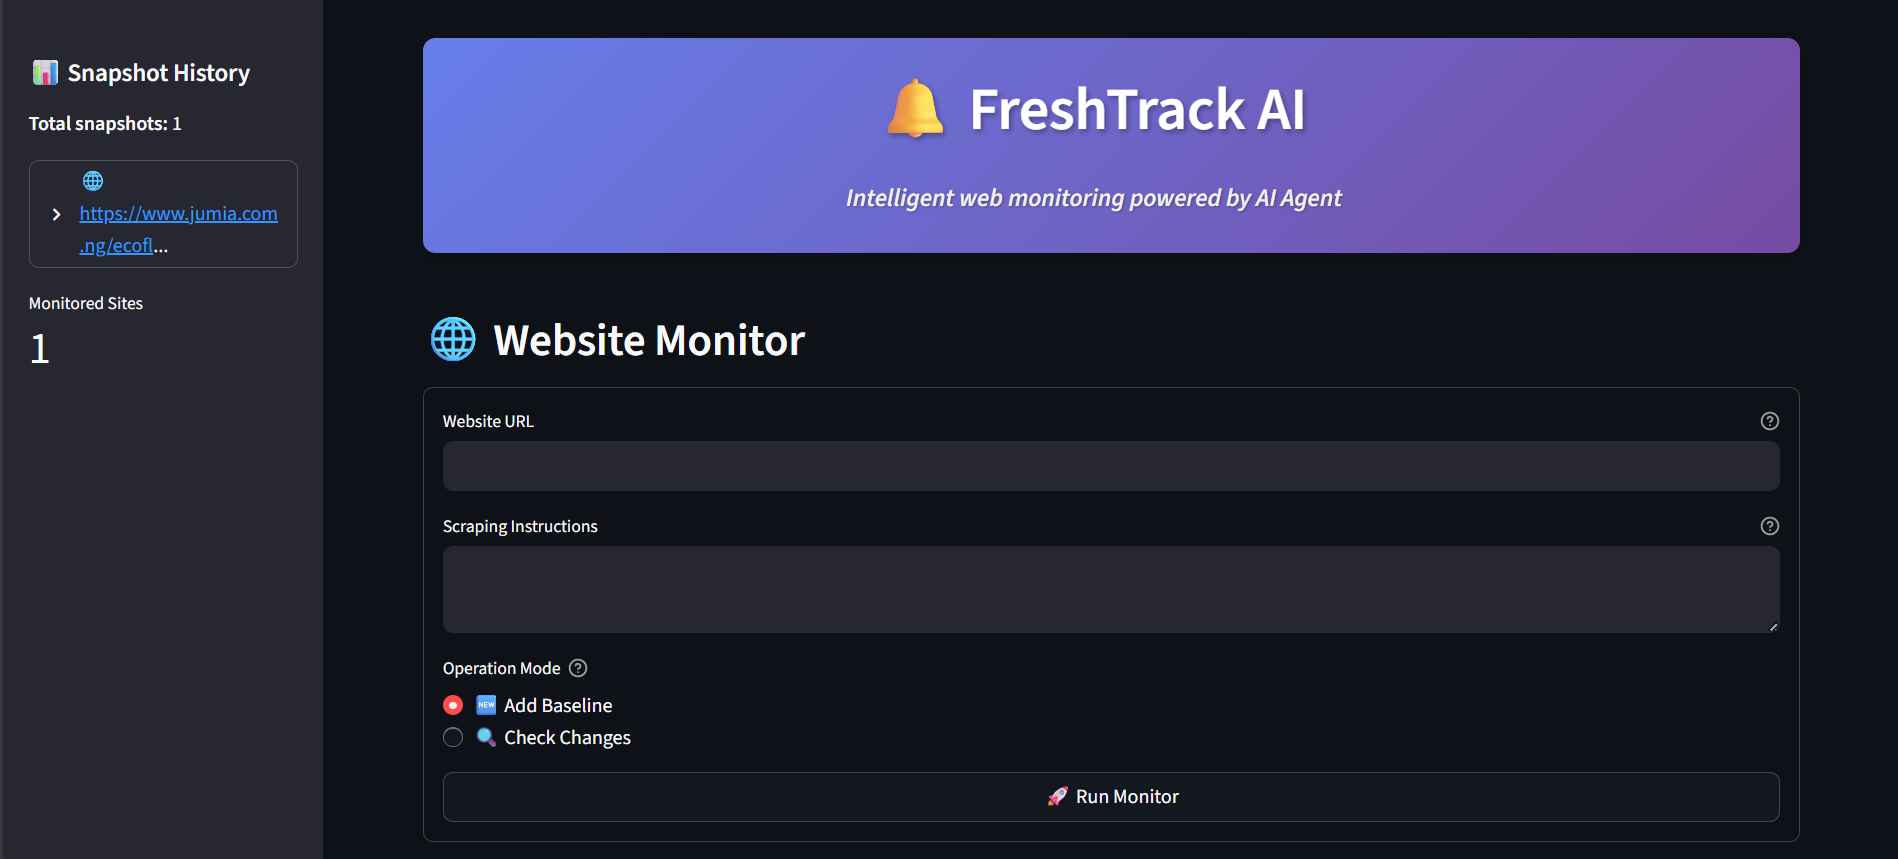 Snapshot History
Total snapshots: 1
https://www.jumia.com
.ng/ecofl...
Monitored Sites
1
FreshTrack AI
Intelligent web monitoring powered by AI Agent
Website Monitor
Website URL
Scraping Instructions
Operation Mode
NEW Add Baseline
Check Changes
Run Monitor